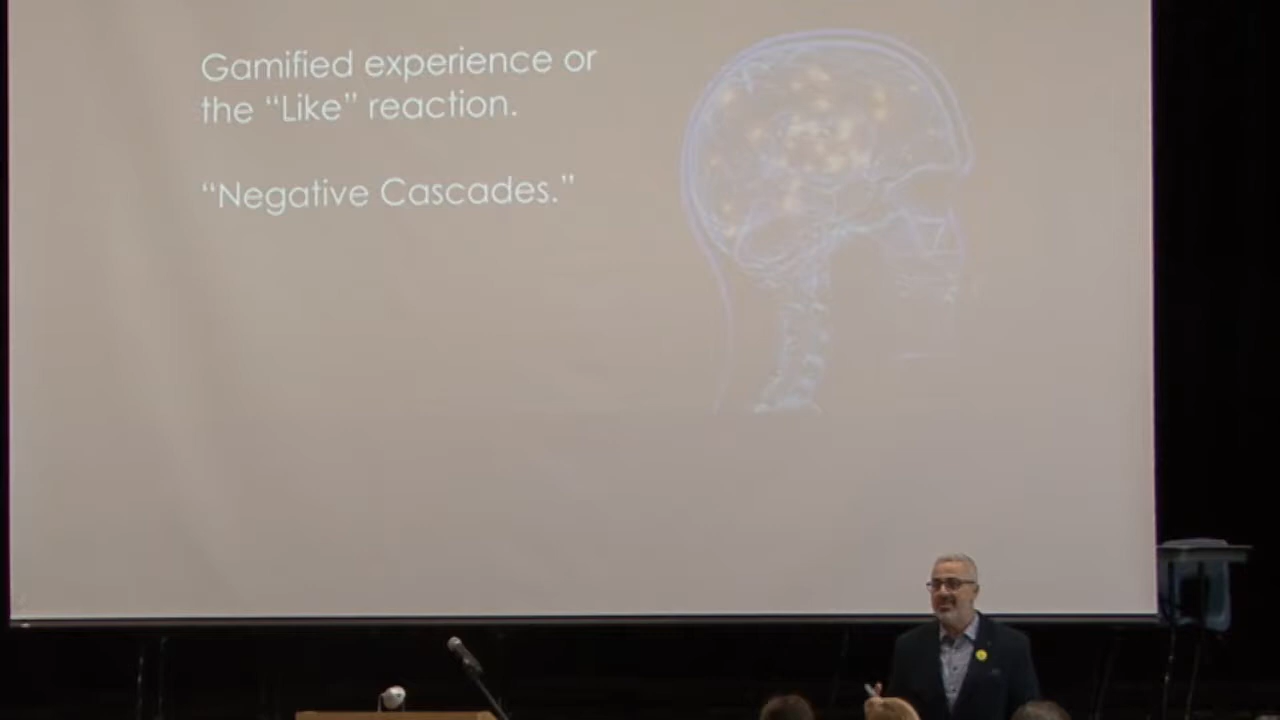 Gamified experience or
the “Like” reaction.
“Negative Cascades.”